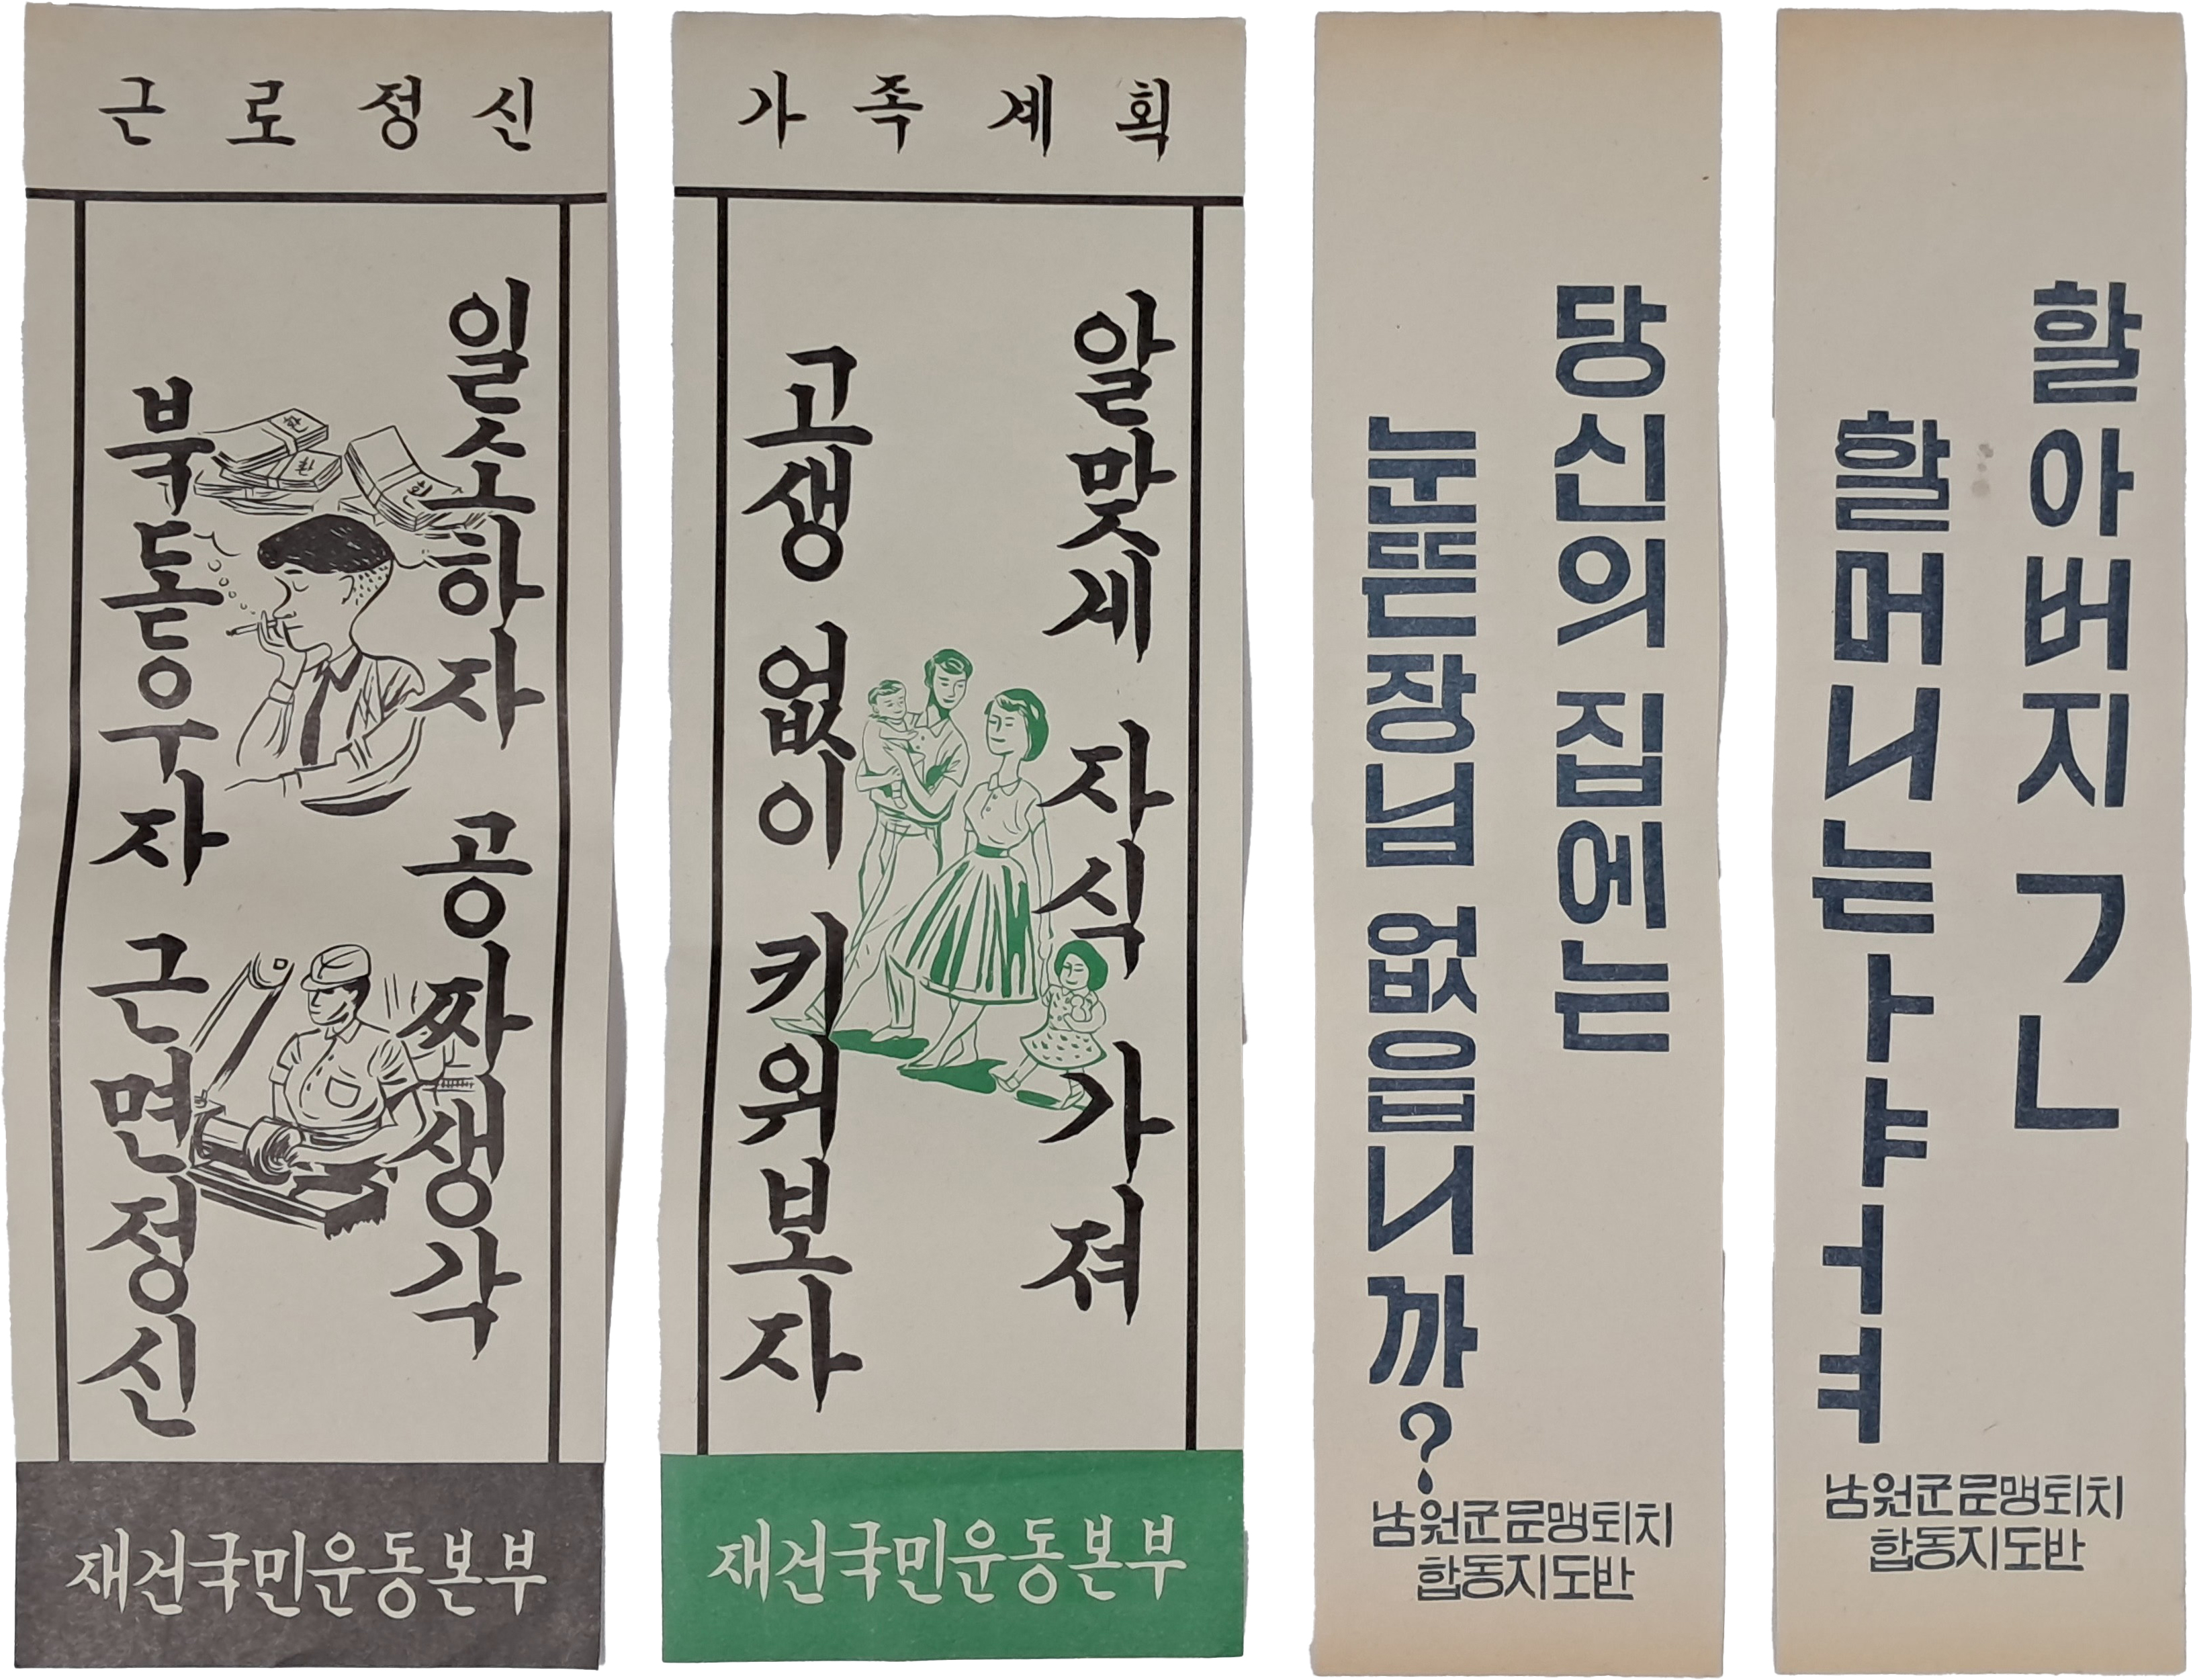 근로정신
일소하자 공짜생각
북돋우자 근면정신
재건국민운동본부
가족계획
알맞게 자식 가져
고생 없이 키워보자
재건국민운동본부
당신의 집에는
눈뜬장님 없읍니까?
남원군문맹퇴치
합동지도반
할아버지 ㄱㄴ
할머니는 ㅏㅑㅓㅕ
남원군문맹퇴치
합동지도반